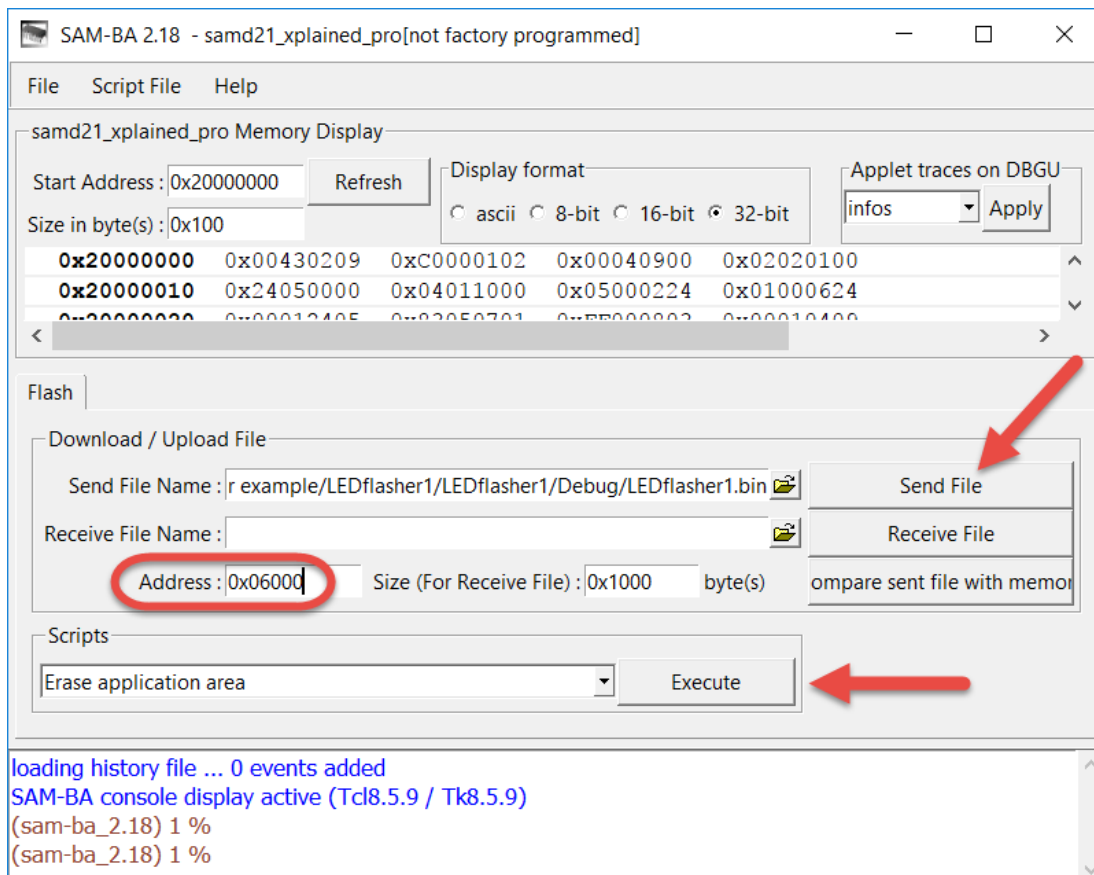 SAM-BA 2.18 - samd21_xplained_pro[not factory programmed]
File Script File Help
samd21_xplained_pro Memory Display
Start Address : 0x20000000 Refresh
Size in byte(s) : 0x100
Display format
ascii 8-bit 16-bit 32-bit
Applet traces on DBGU
infos Apply
0x20000000 0x00430209 0xC0000102 0x00040900 0x02020100
0x20000010 0x24050000 0x04011000 0x05000224 0x01000624
Flash
Download / Upload File
Send File Name : r example/LEDflasher1/LEDflasher1/Debug/LEDflasher1.bin Send File
Receive File Name : Receive File
Address : 0x06000 Size (For Receive File) : 0x1000 byte(s) ompare sent file with memor
Scripts
Erase application area Execute
loading history file ... 0 events added
SAM-BA console display active (Tcl8.5.9 / Tk8.5.9)
(sam-ba_2.18) 1 %
(sam-ba_2.18) 1 %